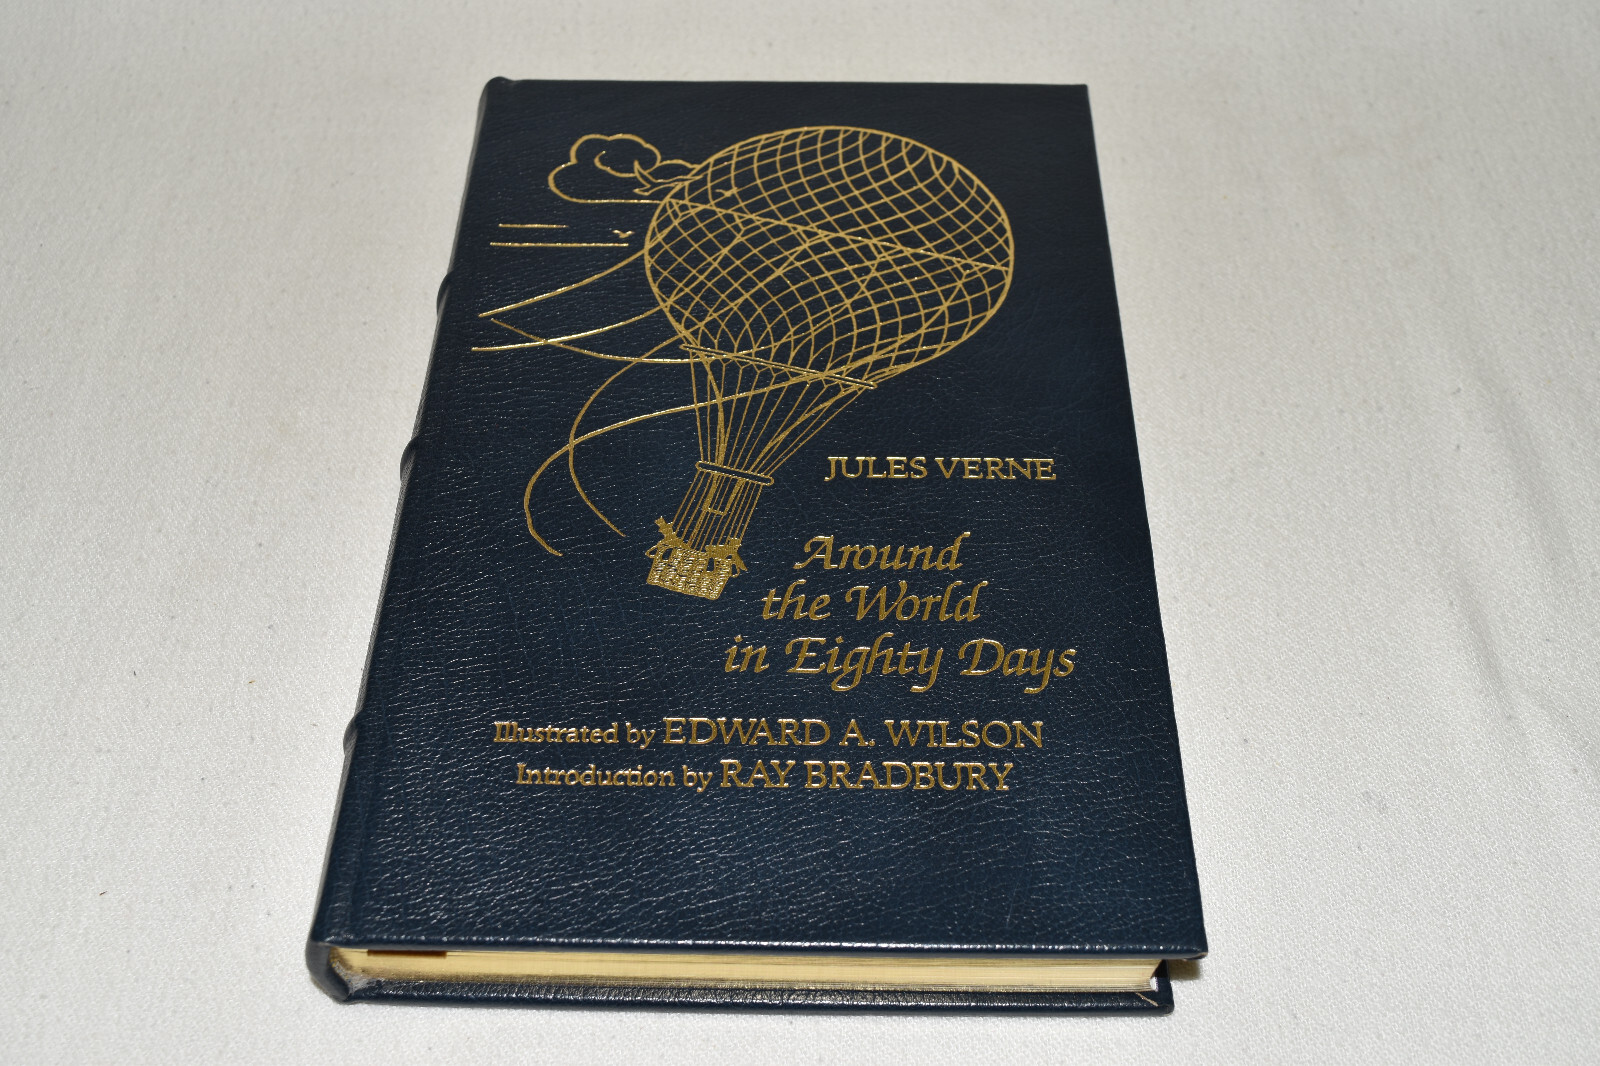 JULES VERNE
Around
the World
in Eighty Days
Illustrated by EDWARD A. WILSON
Introduction by RAY BRADBURY